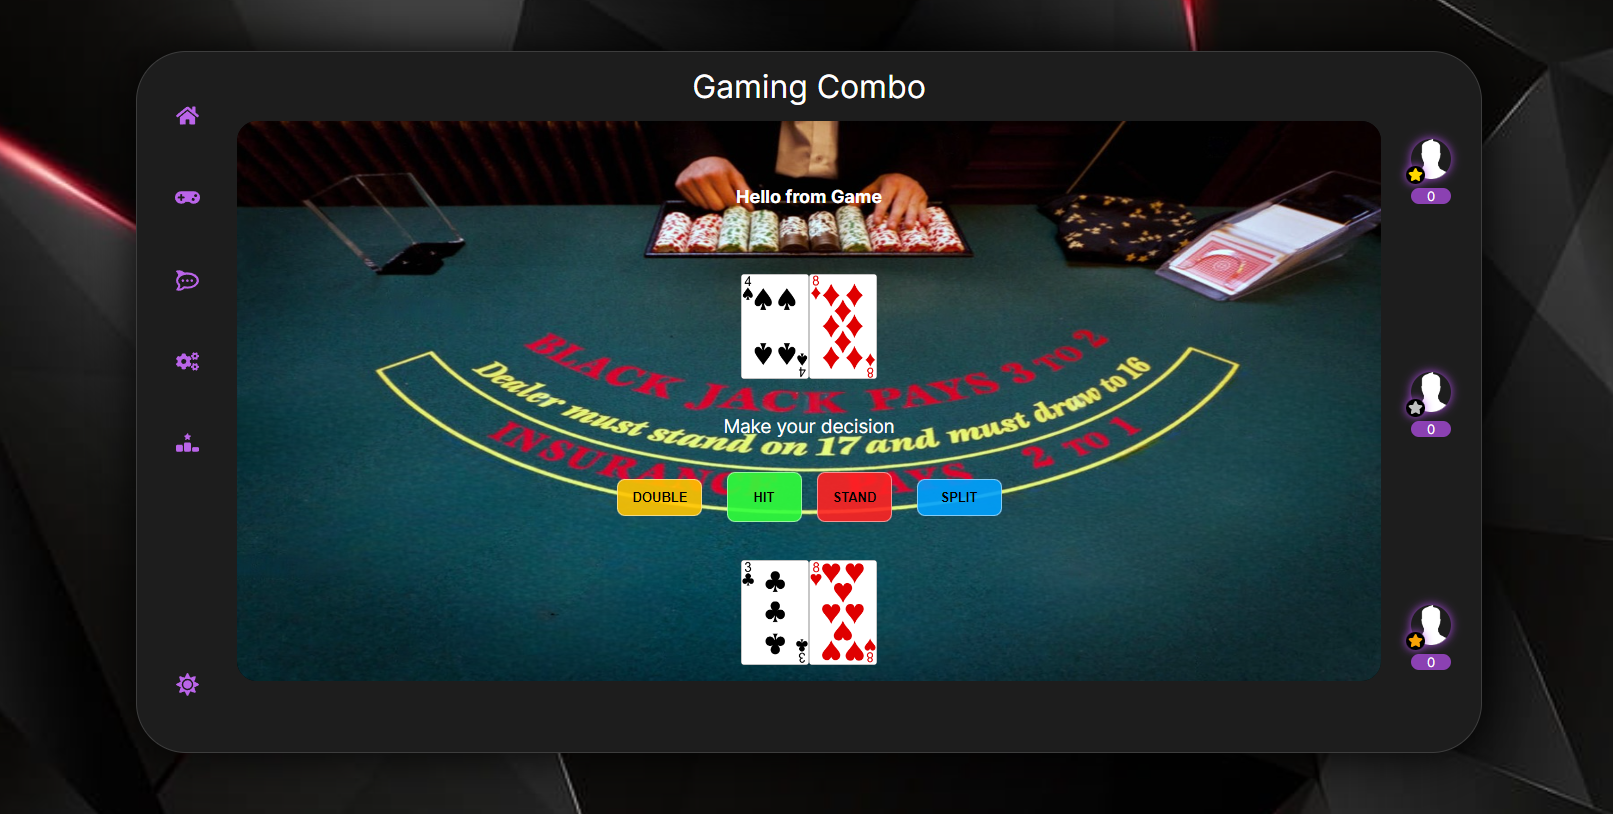 Gaming Combo
Hello from Game
0
4 8
4 8
BLACK JACK PAYS 3 TO 2
Dealer must stand on 17 and must draw to 16
0
Make your decision
INSURANC PAYS 2 TO 1
DOUBLE HIT STAND SPLIT
3 8
3 8
0